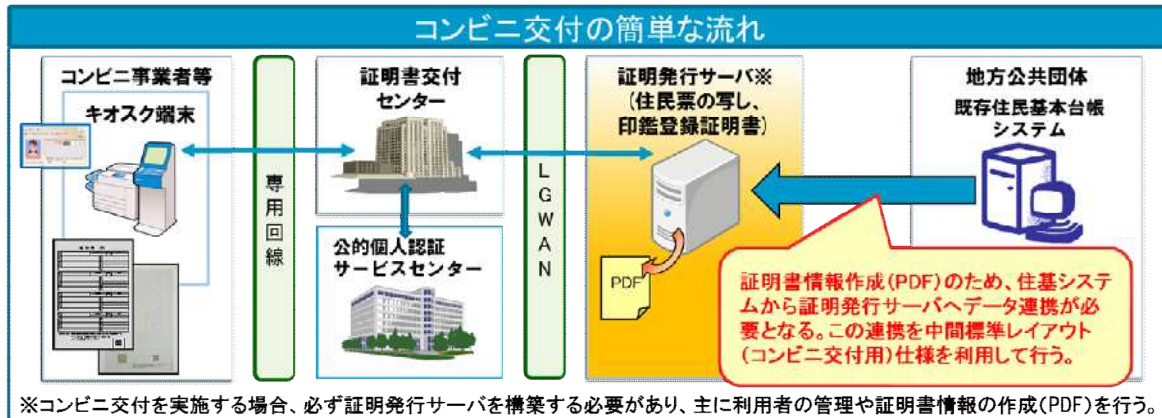 コンビニ交付の簡単な流れ
コンビニ事業者等
キオスク端末
専用回線
証明書交付
センター
公的個人認証
サービスセンター
LGWAN
証明発行サーバ※
(住民票の写し、
印鑑登録証明書)
PDF
地方公共団体
既存住民基本台帳
システム
証明書情報作成(PDF)のため、住基システ
ムから証明発行サーバへデータ連携が必
要となる。この連携を中間標準レイアウト
(コンビニ交付用)仕様を利用して行う。
※コンビニ交付を実施する場合、必ず証明発行サーバを構築する必要があり、主に利用者の管理や証明書情報の作成(PDF)を行う。